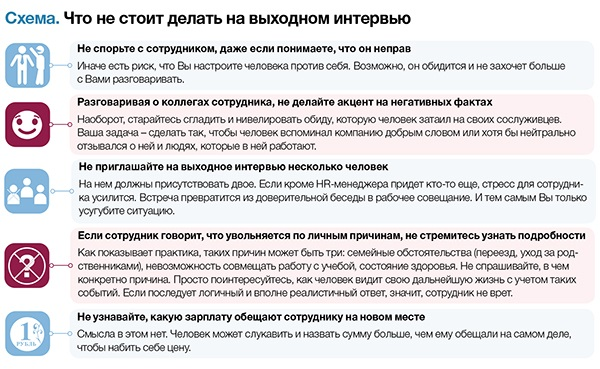 Схема. Что не стоит делать на выходном интервью
Не спорьте с сотрудником, даже если понимаете, что он неправ
Иначе есть риск, что Вы настроите человека против себя. Возможно, он обидится и не захочет больше
с Вами разговаривать.
Разговаривая о коллегах сотрудника, не делайте акцент на негативных фактах
Наоборот, старайтесь сгладить и нивелировать обиду, которую человек затаил на своих сослуживцев.
Ваша задача – сделать так, чтобы человек вспоминал компанию добрым словом или хотя бы нейтрально
отзывался о ней и людях, которые в ней работают.
Не приглашайте на выходное интервью несколько человек
На нем должны присутствовать двое. Если кроме HR-менеджера придет кто-то еще, стресс для сотрудни-
ка усилится. Встреча превратится из доверительной беседы в рабочее совещание. И тем самым Вы только
усугубите ситуацию.
Если сотрудник говорит, что увольняется по личным причинам, не стремитесь узнать подробности
Как показывает практика, таких причин может быть три: семейные обстоятельства (переезд, уход за род-
ственниками), невозможность совмещать работу с учебой, состояние здоровья. Не спрашивайте, в чем
конкретно причина. Просто поинтересуйтесь, как человек видит свою дальнейшую жизнь с учетом таких
событий. Если последует логичный и вполне реалистичный ответ, значит, сотрудник не врет.
?
Не узнавайте, какую зарплату обещают сотруднику на новом месте
Смысла в этом нет. Человек может слукавить и назвать сумму больше, чем ему обещали на самом деле,
чтобы набить себе цену.
1
РУБЛЬ